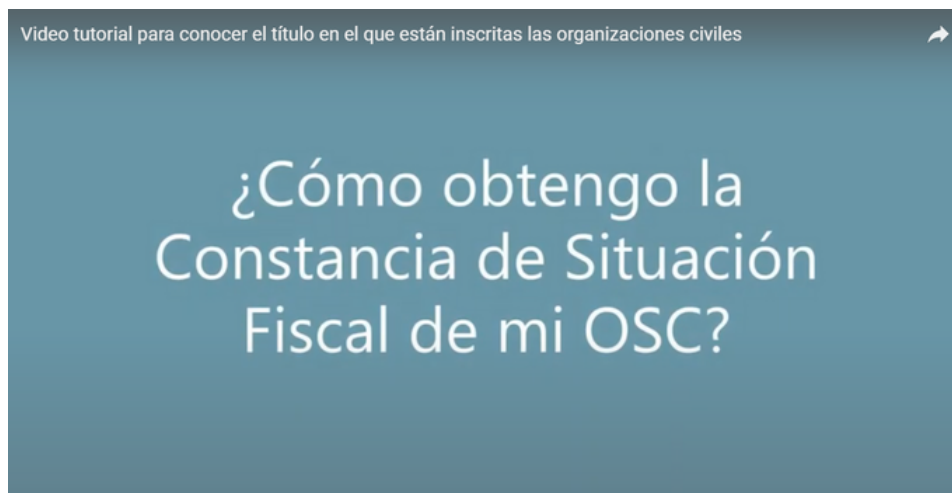 Video tutorial para conocer el título en el que están inscritas las organizaciones civiles
¿Cómo obtengo la
Constancia de Situación
Fiscal de mi OSC?